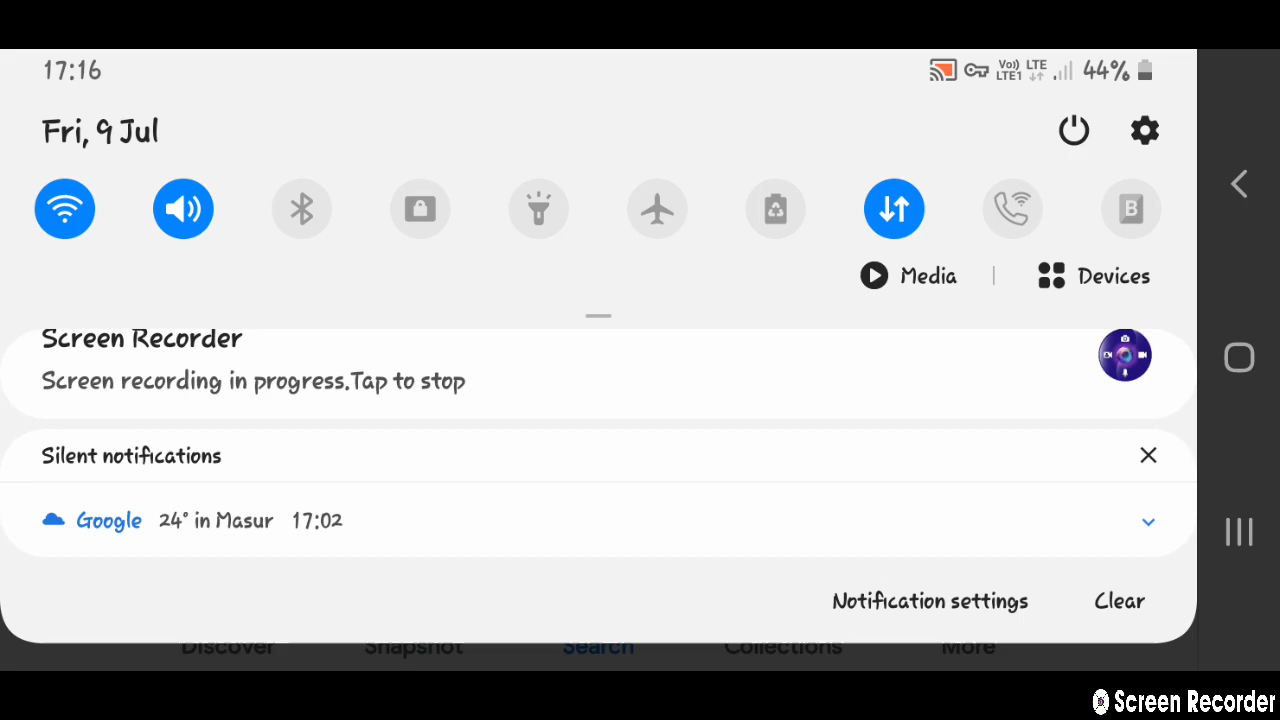 17:16 Vo) LTE1 LTE 44%
Fri, 9 Jul
B
Media | Devices
Screen Recorder
Screen recording in progress.Tap to stop
Silent notifications
Google 24° in Masur 17:02
Notification settings Clear
Discover Snapshot Search Collections More
Screen Recorder